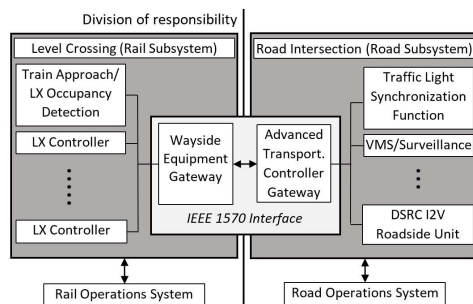 Division of responsibility
Level Crossing (Rail Subsystem)
Train Approach/
LX Occupancy
Detection
LX Controller
LX Controller
Rail Operations System
Wayside
Equipment
Gateway
Advanced
Transport.
Controller
Gateway
IEEE 1570 Interface
Road Intersection (Road Subsystem)
Traffic Light
Synchronization
Function
VMS/Surveillance
DSRC I2V
Roadside Unit
Road Operations System